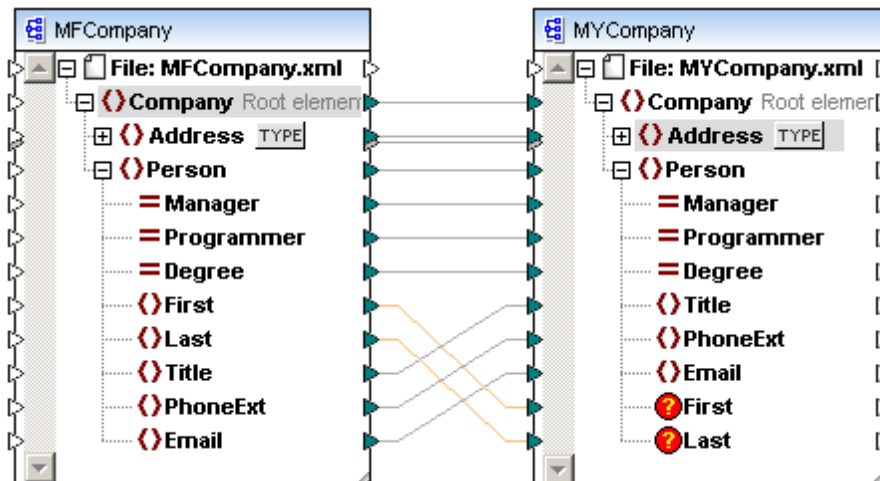 MFCompany
File: MFCompany.xml
Company Root element
Address TYPE
Person
Manager
Programmer
Degree
First
Last
Title
PhoneExt
Email
MYCompany
File: MYCompany.xml
Company Root elemer
Address TYPE
Person
Manager
Programmer
Degree
Title
PhoneExt
Email
? First
? Last